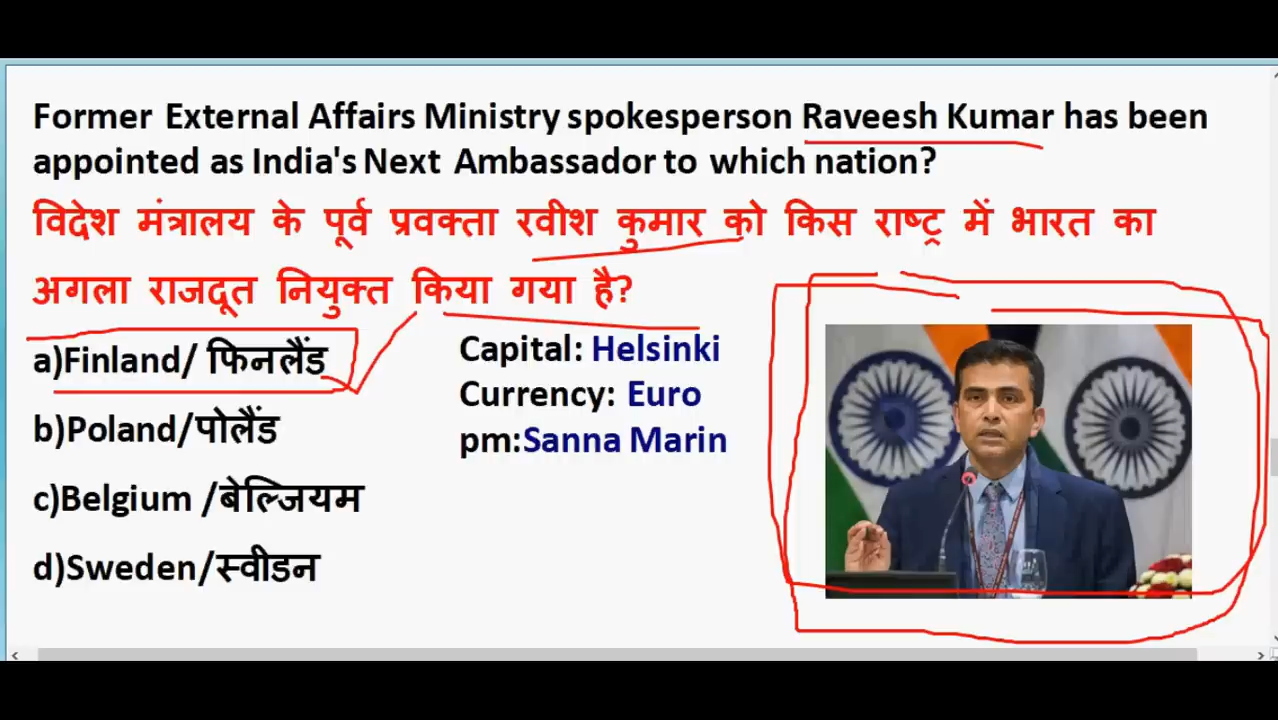 Former External Affairs Ministry spokesperson Raveesh Kumar has been
appointed as India's Next Ambassador to which nation?
विदेश मंत्रालय के पूर्व प्रवक्ता रवीश कुमार को किस राष्ट्र में भारत का
अगला राजदूत नियुक्त किया गया है?
a)Finland/ फिनलैंड
b)Poland/पोलैंड
c)Belgium /बेल्जियम
d)Sweden/स्वीडन
Capital: Helsinki
Currency: Euro
pm:Sanna Marin